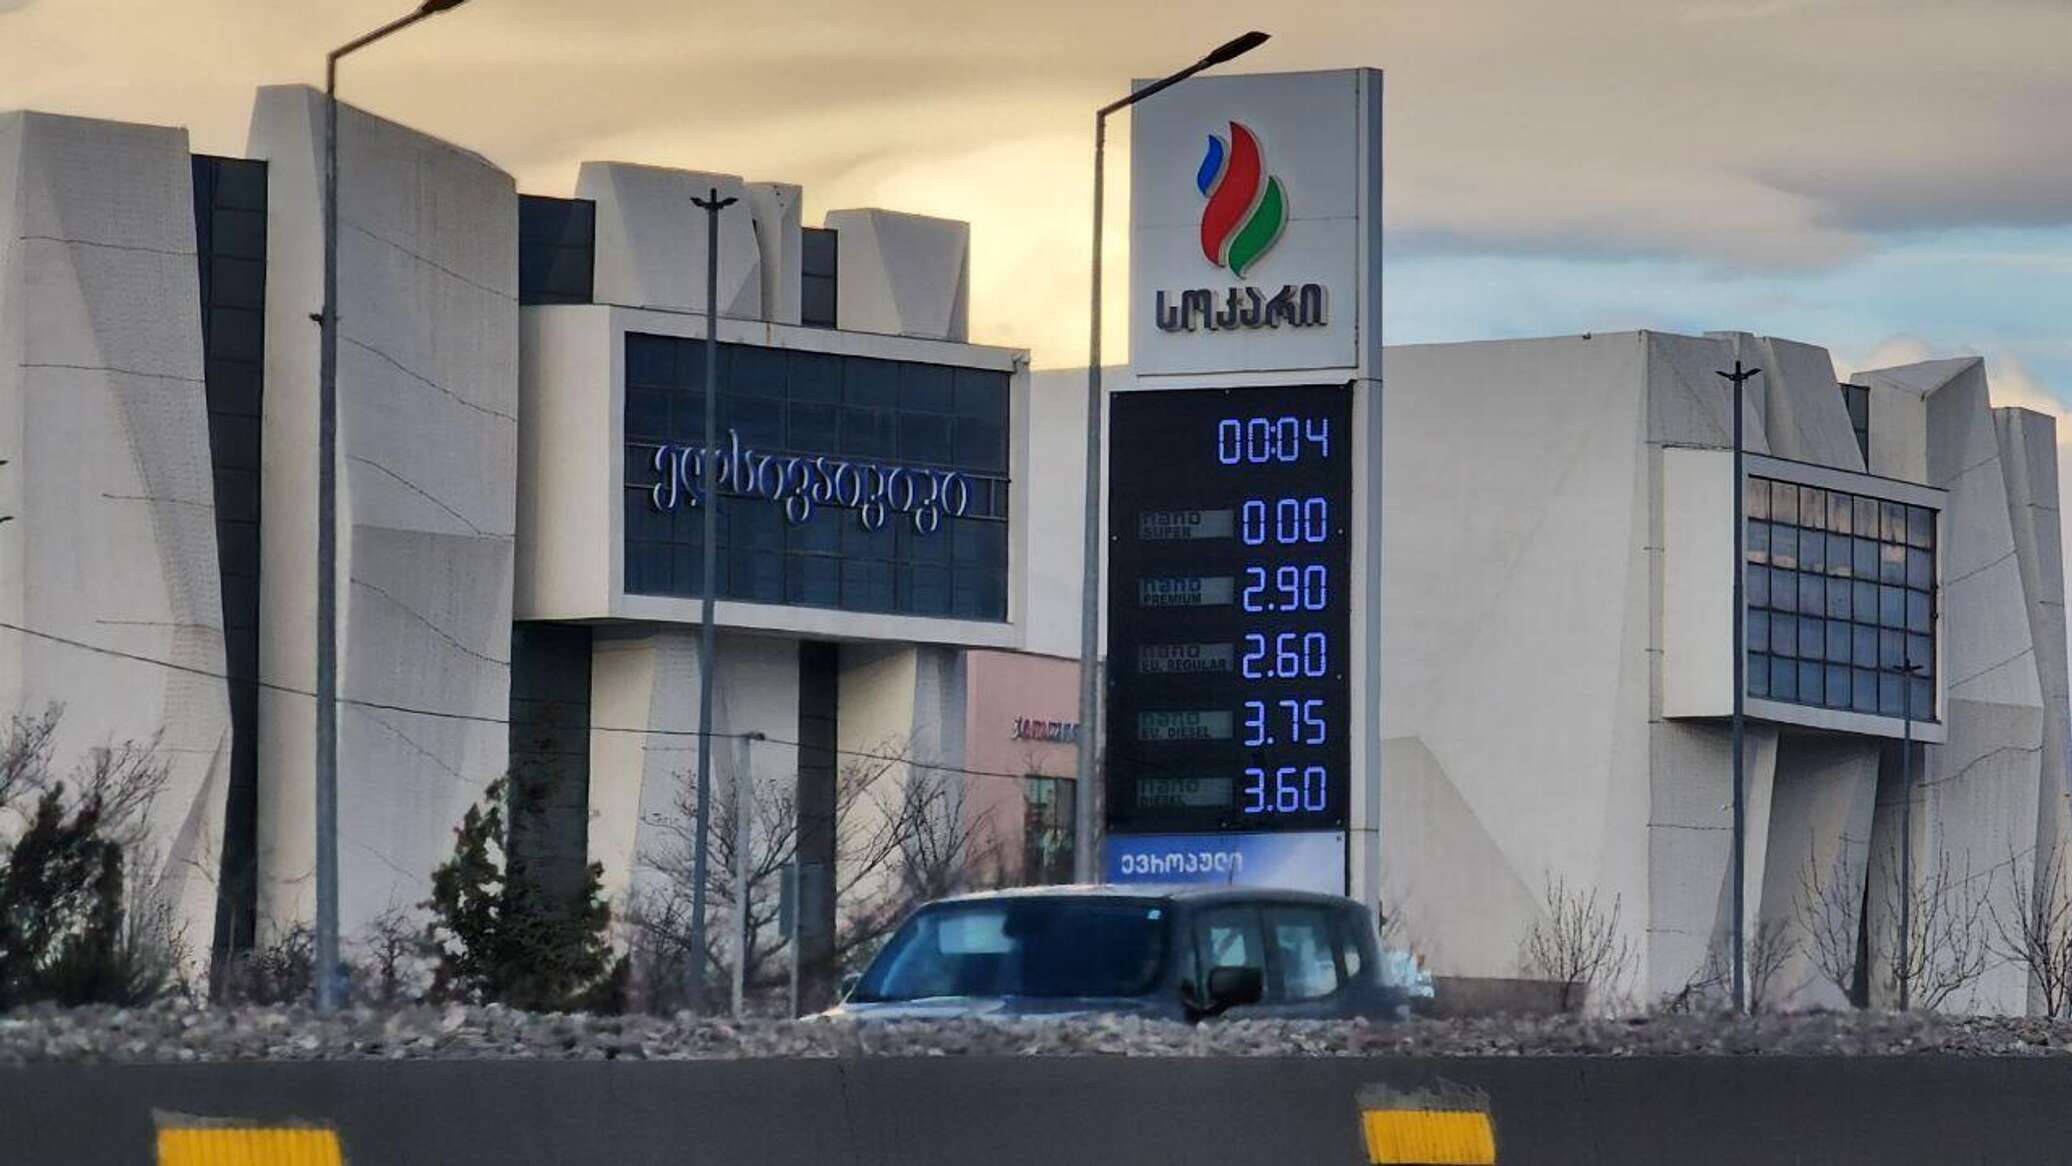 სოკარი
ელსიფაბიკი
00:04
nano SUPER 0.00
nano PREMIUM 2.90
nano EU. REGULAR 2.60
nano EU. DIESEL 3.75
nano DIESEL 3.60
ევროპული